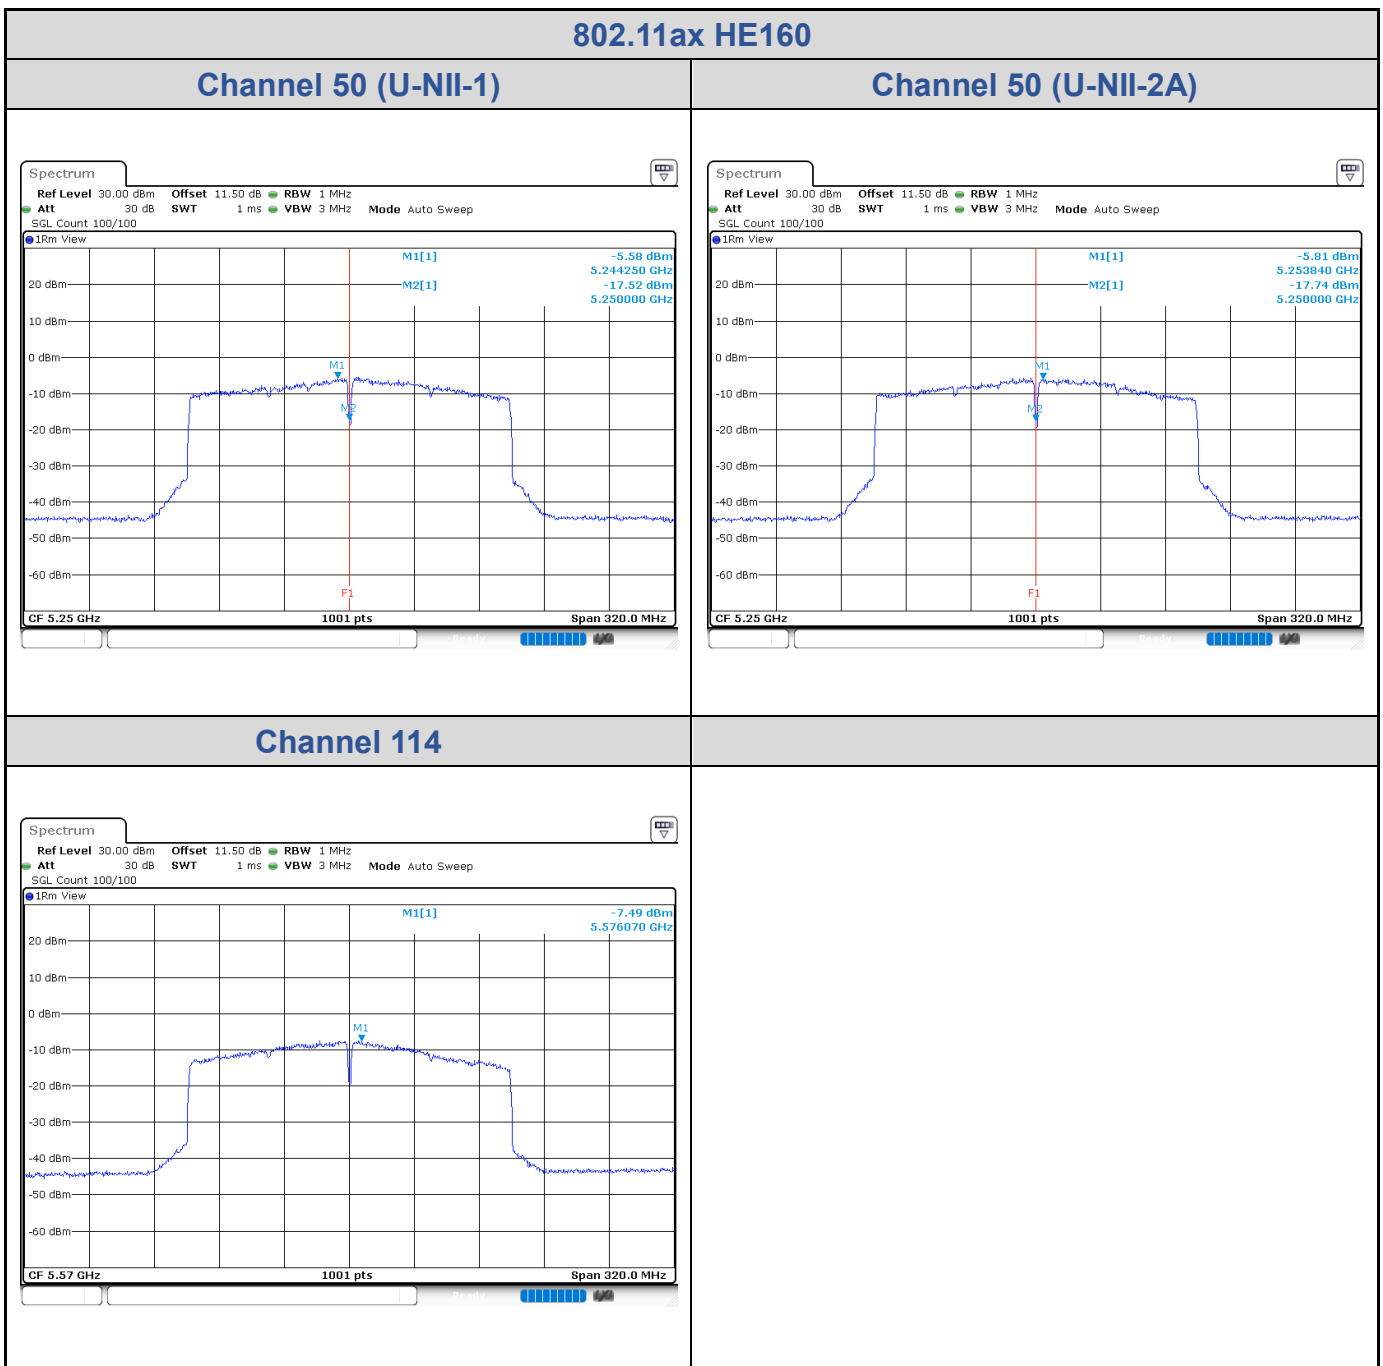 802.11ax HE160
Channel 50 (U-NII-1)
Channel 50 (U-NII-2A)
Spectrum
Ref Level 30.00 dBm Offset 11.50 dB RBW 1 MHz
Att 30 dB SWT 1 ms VBW 3 MHz Mode Auto Sweep
SGL Count 100/100
1Rm View
M1[1] -5.58 dBm
5.244250 GHz
M2[1] -17.52 dBm
5.250000 GHz
20 dBm
10 dBm
0 dBm
M1
-10 dBm
M2
-20 dBm
-30 dBm
-40 dBm
-50 dBm
-60 dBm
F1
CF 5.25 GHz 1001 pts Span 320.0 MHz
Ready
Spectrum
Ref Level 30.00 dBm Offset 11.50 dB RBW 1 MHz
Att 30 dB SWT 1 ms VBW 3 MHz Mode Auto Sweep
SGL Count 100/100
1Rm View
M1[1] -5.81 dBm
5.253840 GHz
M2[1] -17.74 dBm
5.250000 GHz
20 dBm
10 dBm
0 dBm
M1
-10 dBm
M2
-20 dBm
-30 dBm
-40 dBm
-50 dBm
-60 dBm
F1
CF 5.25 GHz 1001 pts Span 320.0 MHz
Ready
Channel 114
Spectrum
Ref Level 30.00 dBm Offset 11.50 dB RBW 1 MHz
Att 30 dB SWT 1 ms VBW 3 MHz Mode Auto Sweep
SGL Count 100/100
1Rm View
M1[1] -7.49 dBm
5.576070 GHz
20 dBm
10 dBm
0 dBm
M1
-10 dBm
-20 dBm
-30 dBm
-40 dBm
-50 dBm
-60 dBm
CF 5.57 GHz 1001 pts Span 320.0 MHz
Ready